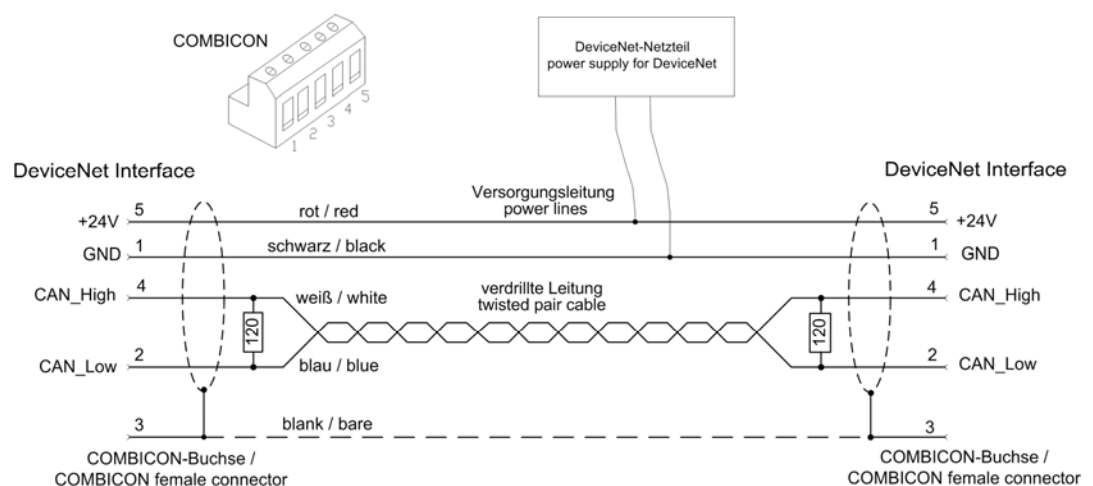 COMBICON
1 2 3 4 5
DeviceNet-Netzteil
power supply for DeviceNet
DeviceNet Interface
DeviceNet Interface
Versorgungsleitung
power lines
+24V 5 rot / red 5 +24V
GND 1 schwarz / black 1 GND
CAN_High 4 weiß / white 4 CAN_High
verdrillte Leitung
twisted pair cable
120 120
CAN_Low 2 blau / blue 2 CAN_Low
3 blank / bare 3
COMBICON-Buchse /
COMBICON female connector
COMBICON-Buchse /
COMBICON female connector